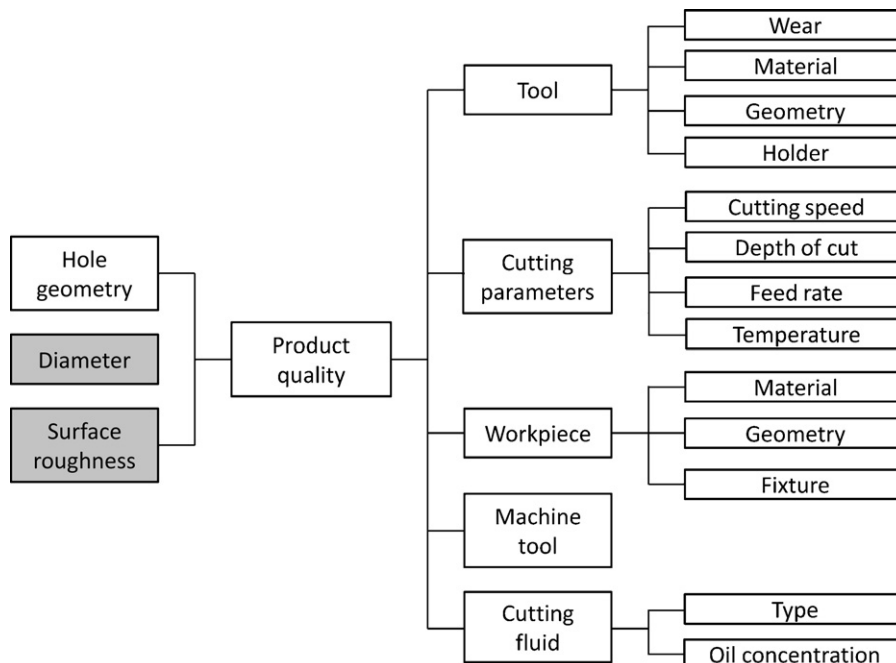 Hole
geometry
Diameter
Surface
roughness
Product
quality
Tool
Wear
Material
Geometry
Holder
Cutting
parameters
Cutting speed
Depth of cut
Feed rate
Temperature
Workpiece
Material
Geometry
Fixture
Machine
tool
Cutting
fluid
Type
Oil concentration